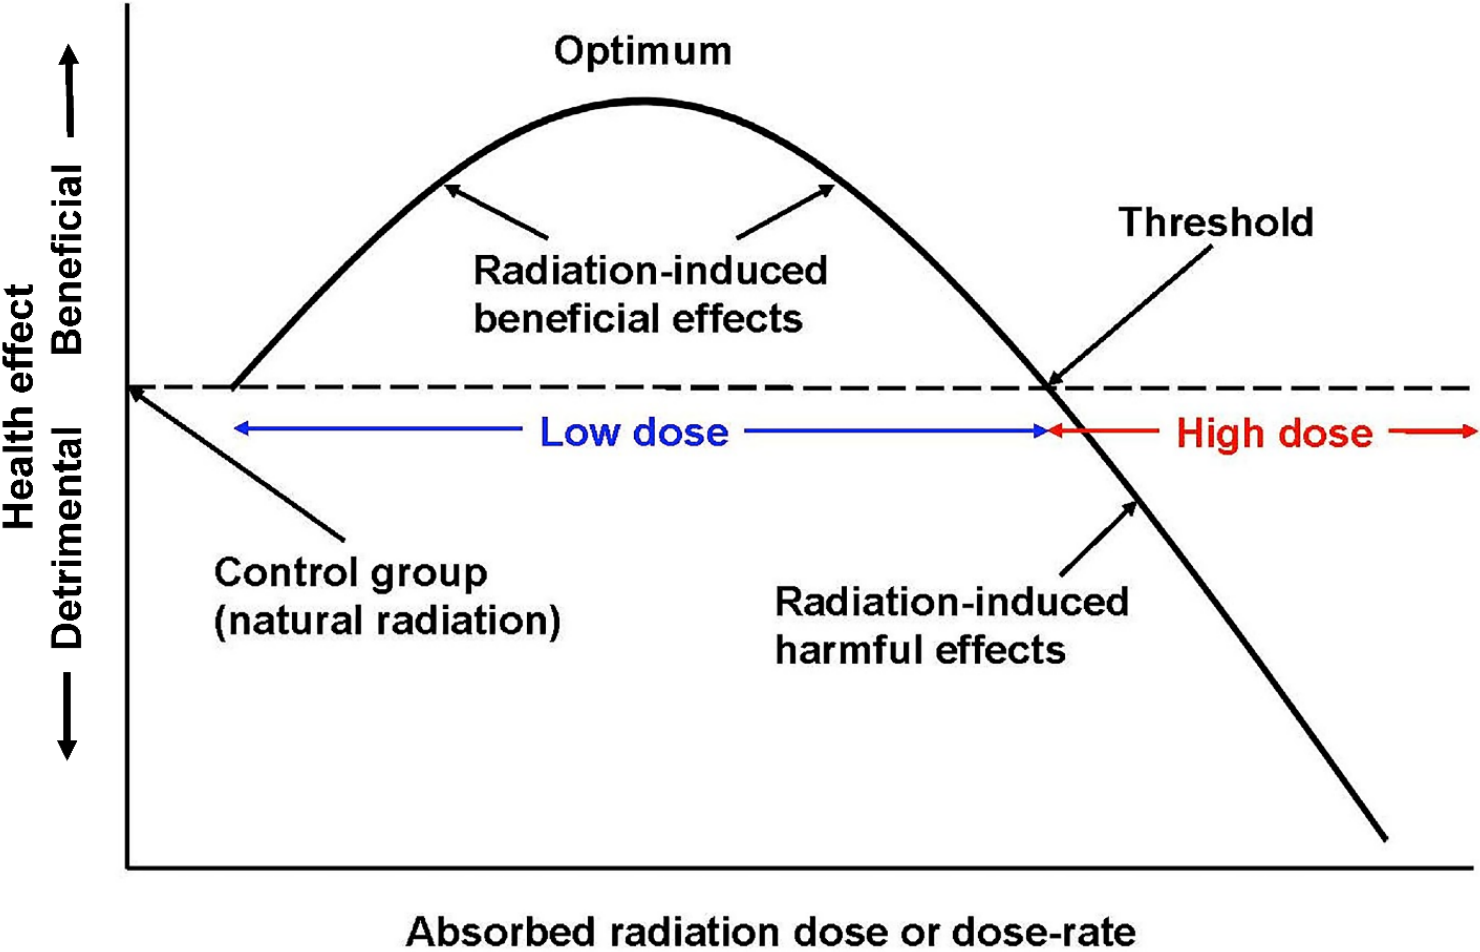 Optimum
Radiation-induced
beneficial effects
Threshold
Low dose
High dose
Control group
(natural radiation)
Radiation-induced
harmful effects
Health effect
Detrimental Beneficial
Absorbed radiation dose or dose-rate